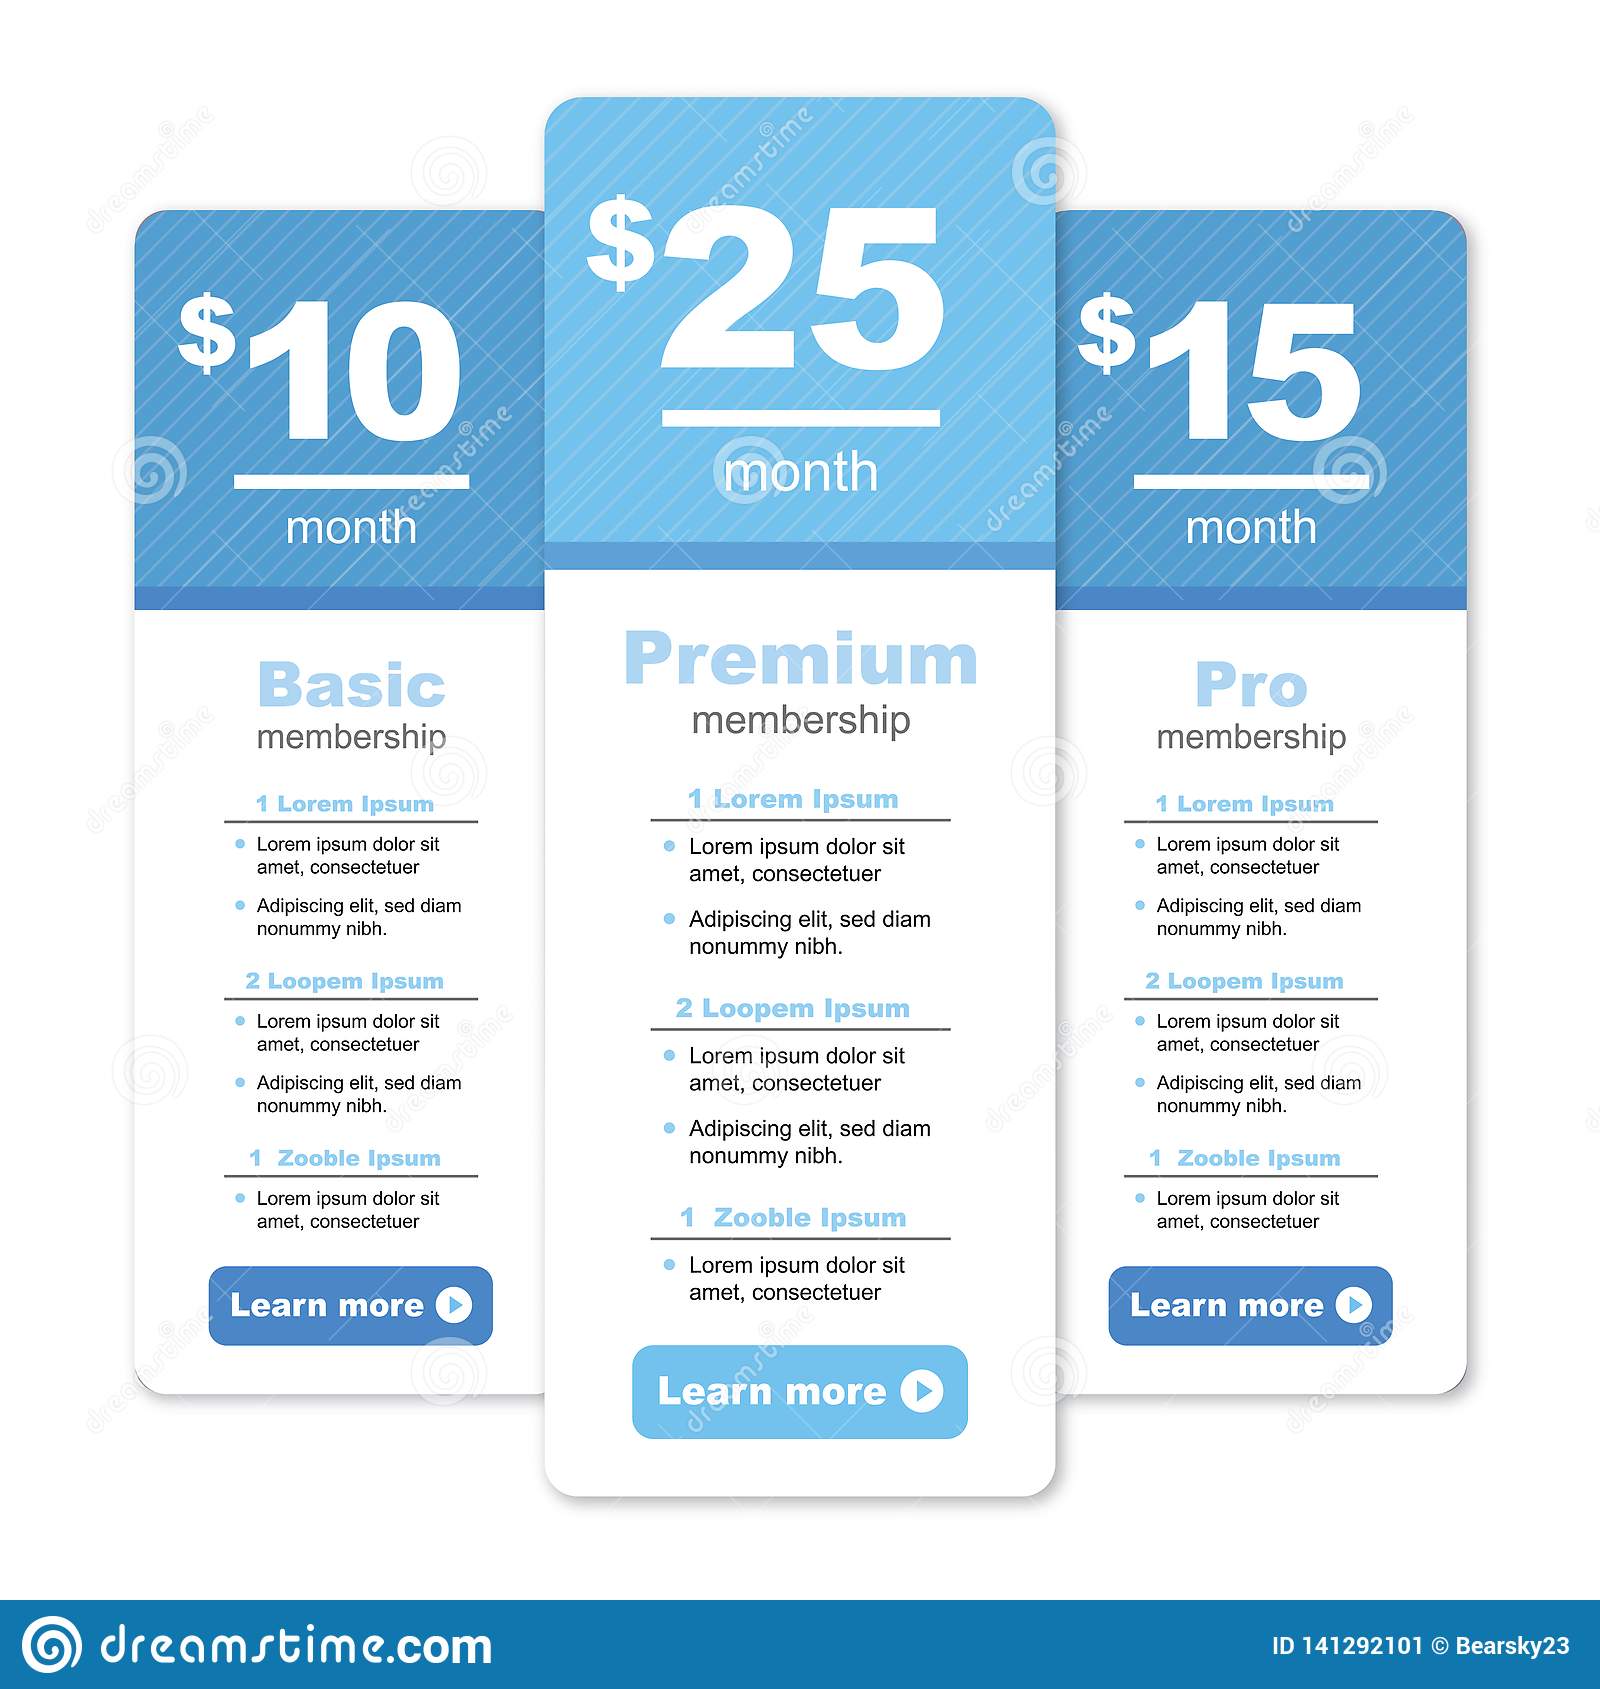 $10
month
Basic
membership
1 Lorem Ipsum
Lorem ipsum dolor sit
amet, consectetuer
Adipiscing elit, sed diam
nonummy nibh.
2 Loopem Ipsum
Lorem ipsum dolor sit
amet, consectetuer
Adipiscing elit, sed diam
nonummy nibh.
1 Zooble Ipsum
Lorem ipsum dolor sit
amet, consectetuer
Learn more
$25
month
Premium
membership
1 Lorem Ipsum
Lorem ipsum dolor sit
amet, consectetuer
Adipiscing elit, sed diam
nonummy nibh.
2 Loopem Ipsum
Lorem ipsum dolor sit
amet, consectetuer
Adipiscing elit, sed diam
nonummy nibh.
1 Zooble Ipsum
Lorem ipsum dolor sit
amet, consectetuer
Learn more
$15
month
Pro
membership
1 Lorem Ipsum
Lorem ipsum dolor sit
amet, consectetuer
Adipiscing elit, sed diam
nonummy nibh.
2 Loopem Ipsum
Lorem ipsum dolor sit
amet, consectetuer
Adipiscing elit, sed diam
nonummy nibh.
1 Zooble Ipsum
Lorem ipsum dolor sit
amet, consectetuer
Learn more
dreamstime.com
ID 141292101 © Bearsky23